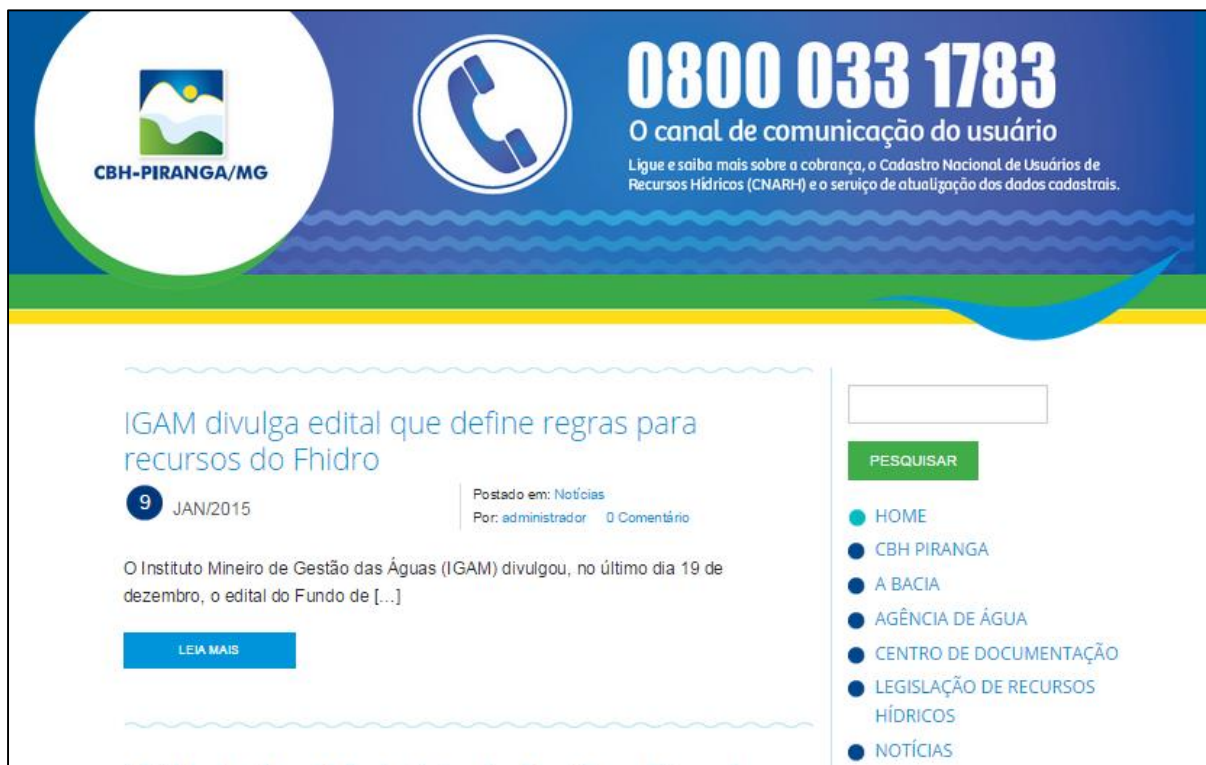 CBH-PIRANGA/MG
0800 033 1783
O canal de comunicação do usuário
Ligue e saiba mais sobre a cobrança, o Cadastro Nacional de Usuários de
Recursos Hídricos (CNARH) e o serviço de atualização dos dados cadastrais.
IGAM divulga edital que define regras para
recursos do Fhidro
9 JAN/2015
Postado em: Notícias
Por: administrador 0 Comentário
O Instituto Mineiro de Gestão das Águas (IGAM) divulgou, no último dia 19 de
dezembro, o edital do Fundo de [...]
LEIA MAIS
PESQUISAR
HOME
CBH PIRANGA
A BACIA
AGÊNCIA DE ÁGUA
CENTRO DE DOCUMENTAÇÃO
LEGISLAÇÃO DE RECURSOS
HÍDRICOS
NOTÍCIAS